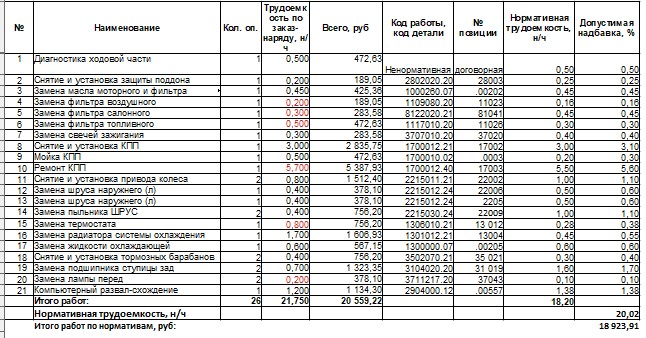 № Наименование Кол. оп. Трудоемкость по заказ-наряду, н/ч Всего, руб Код работы, код детали № позиции Нормативная трудоемкость, н/ч Допустимая надбавка, %
1 Диагностика ходовой части 1 0,500 472,63 Ненормативная договорная 0,50 0,50
2 Снятие и установка защиты поддона 1 0,200 189,05 2802020.20 28003 0,25 0,25
3 Замена масла моторного и фильтра 1 0,450 425,36 1000260.07 .00202 0,45 0,45
4 Замена фильтра воздушного 1 0,200 189,05 1109080.20 11023 0,16 0,16
5 Замена фильтра салонного 1 0,300 283,58 8122020.21 81041 0,45 0,45
6 Замена фильтра топливного 1 0,500 472,63 1117010.20 11026 0,30 0,30
7 Замена свечей зажигания 1 0,300 283,58 3707010.20 37020 0,40 0,40
8 Снятие и установка КПП 1 3,000 2 835,75 1700012.21 17002 3,00 3,10
9 Мойка КПП 1 0,500 472,63 1700010.02 .0003 0,20 0,30
10 Ремонт КПП 1 5,700 5 387,93 1700012.40 17003 5,50 5,60
11 Снятие и установка привода колеса 2 0,800 1 512,40 2215011.21 22002 1,00 1,10
12 Замена шруса наружнего (л) 1 0,400 378,10 2215012.24 22006 0,50 0,60
13 Замена шруса наружнего (л) 1 0,400 378,10 2215012.24 2205 0,50 0,60
14 Замена пыльника ШРУС 2 0,400 756,20 2215030.24 22009 1,00 1,10
15 Замена термостата 1 0,800 756,20 1306010.21 13 012 0,28 0,38
16 Замена радиатора системы охлаждения 1 1,700 1 606,93 1301012.21 13004 0,45 0,55
17 Замена жидкости охлаждающей 1 0,600 567,15 1300000.07 .00205 0,60 0,60
18 Снятие и установка тормозных барабанов 2 0,400 756,20 3502070.21 35 021 0,30 0,40
19 Замена подшипника ступицы зад 2 0,700 1 323,35 3104020.20 31 019 1,60 1,70
20 Замена лампы перед 2 0,200 378,10 3711217.20 37043 0,10 0,10
21 Компьютерный развал-схождение 1 1,200 1 134,30 2904000.12 .00557 1,38 1,38
Итого работ: 26 21,750 20 559,22 18,20
Нормативная трудоемкость, н/ч 20,02
Итого работ по нормативам, руб: 18 923,91